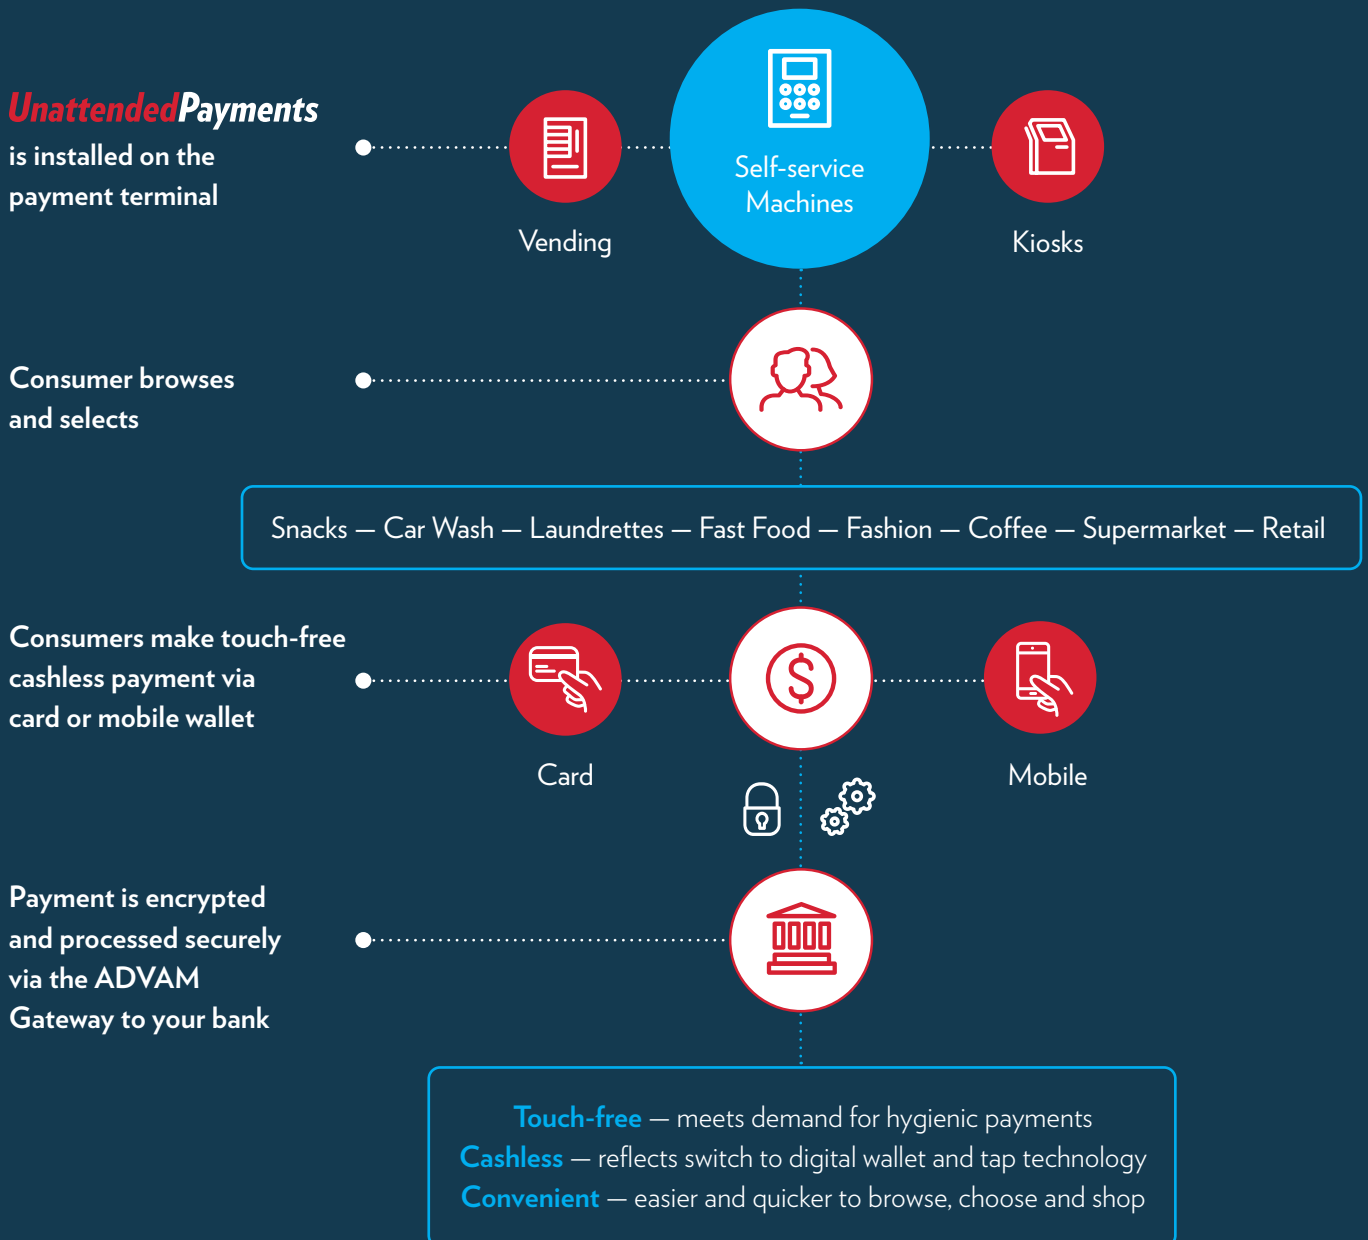 UnattendedPayments
is installed on the
payment terminal
Vending
Self-service
Machines
Kiosks
Consumer browses
and selects
Snacks — Car Wash — Laundrettes — Fast Food — Fashion — Coffee — Supermarket — Retail
Consumers make touch-free
cashless payment via
card or mobile wallet
Card
$
Mobile
Payment is encrypted
and processed securely
via the ADVAM
Gateway to your bank
Touch-free — meets demand for hygienic payments
Cashless — reflects switch to digital wallet and tap technology
Convenient — easier and quicker to browse, choose and shop